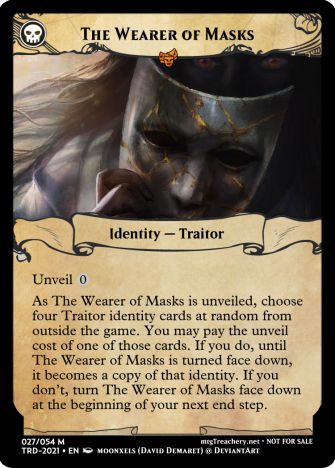 The Wearer of Masks
Identity — Traitor
Unveil 0
As The Wearer of Masks is unveiled, choose
four Traitor identity cards at random from
outside the game. You may pay the unveil
cost of one of those cards. If you do, until
The Wearer of Masks is turned face down,
it becomes a copy of that identity. If you
don't, turn The Wearer of Masks face down
at the beginning of your next end step.
027/054 M
mtgTreachery.net • NOT FOR SALE
TRD-2021 • EN MOONXELS (DAVID DEMARET) @ DEVIANTART